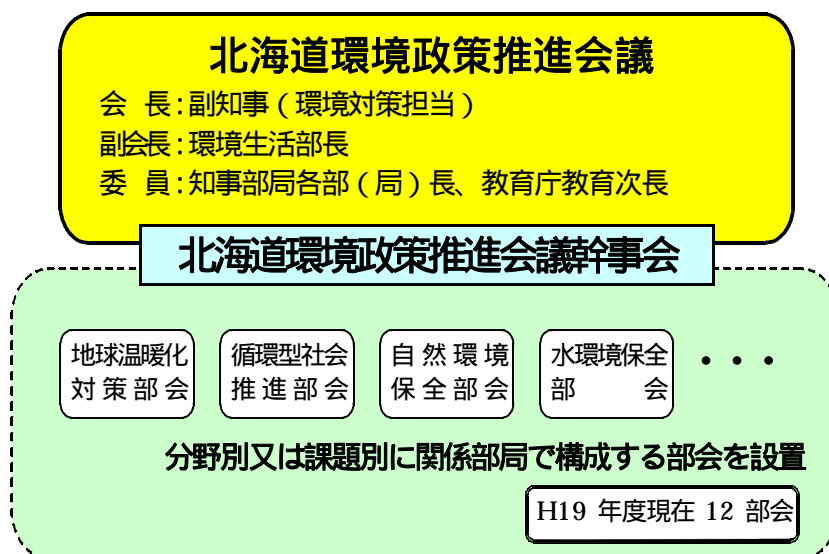 北海道環境政策推進会議
会 長:副知事(環境対策担当)
副会長:環境生活部長
委 員:知事部局各部(局)長、教育庁教育次長
北海道環境政策推進会議幹事会
地球温暖化
対策部会
循環型社会
推進部会
自然環境
保全部会
水環境保全
部 会
・・・
分野別又は課題別に関係部局で構成する部会を設置
H19 年度現在 12 部会